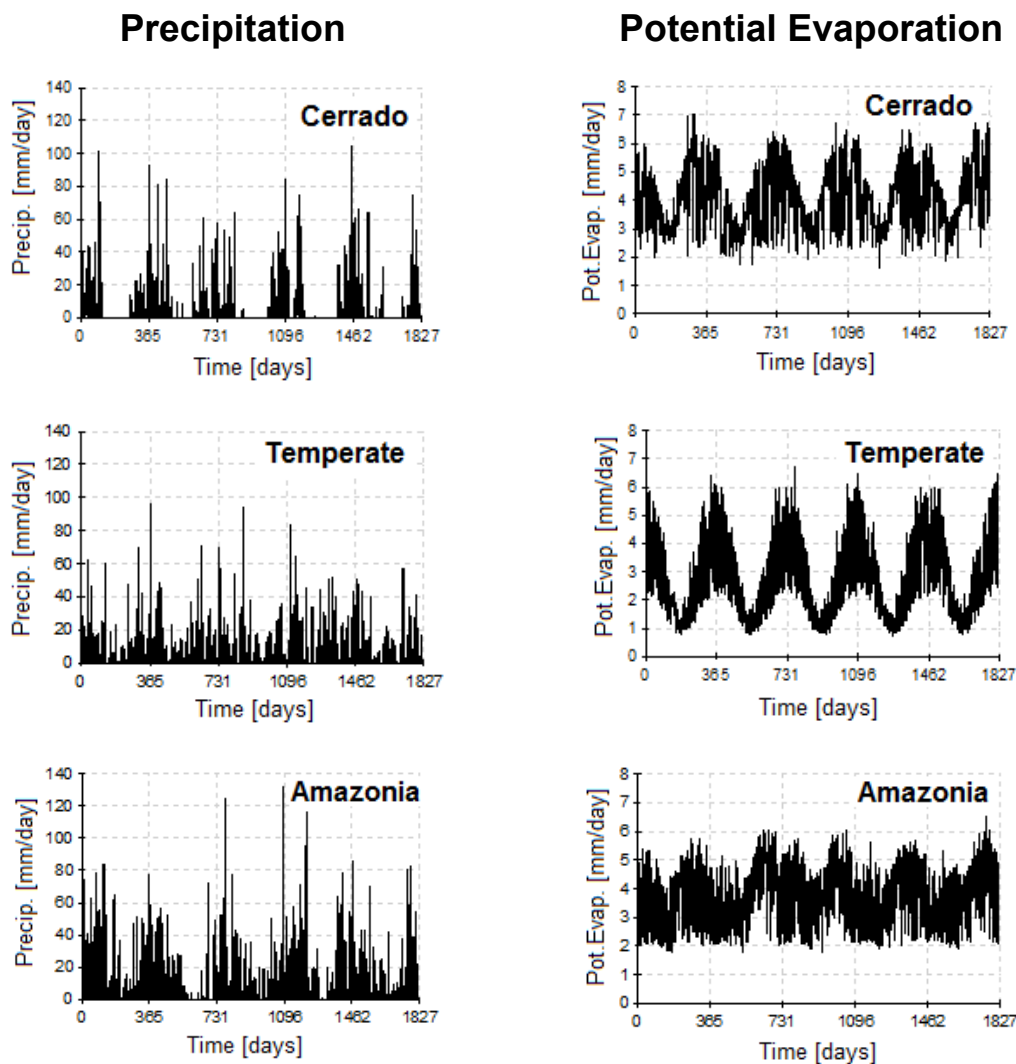 Precipitation
Potential Evaporation
Precip. [mm/day]
140
120
100
80
60
40
20
0
Cerrado
0 365 731 1096 1462 1827
Time [days]
Pot.Evap. [mm/day]
8
7
6
5
4
3
2
1
0
Cerrado
0 365 731 1096 1462 1827
Time [days]
Precip. [mm/day]
140
120
100
80
60
40
20
0
Temperate
0 365 731 1096 1462 1827
Time [days]
Pot.Evap. [mm/day]
8
7
6
5
4
3
2
1
0
Temperate
0 365 731 1096 1462 1827
Time [days]
Precip. [mm/day]
140
120
100
80
60
40
20
0
Amazonia
0 365 731 1096 1462 1827
Time [days]
Pot.Evap. [mm/day]
8
7
6
5
4
3
2
1
0
Amazonia
0 365 731 1096 1462 1827
Time [days]